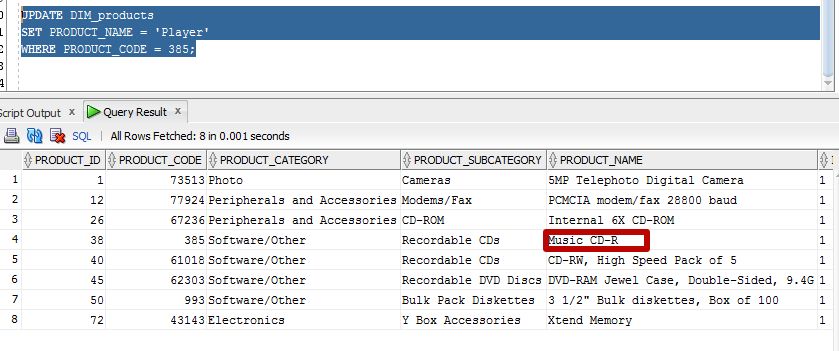 UPDATE DIM_products
SET PRODUCT_NAME = 'Player'
WHERE PRODUCT_CODE = 385;
Script Output x Query Result x
SQL | All Rows Fetched: 8 in 0.001 seconds
PRODUCT_ID PRODUCT_CODE PRODUCT_CATEGORY PRODUCT_SUBCATEGORY PRODUCT_NAME
1 1 73513 Photo Cameras 5MP Telephoto Digital Camera 1
2 12 77924 Peripherals and Accessories Modems/Fax PCMCIA modem/fax 28800 baud 1
3 26 67236 Peripherals and Accessories CD-ROM Internal 6X CD-ROM 1
4 38 385 Software/Other Recordable CDs Music CD-R 1
5 40 61018 Software/Other Recordable CDs CD-RW, High Speed Pack of 5 1
6 45 62303 Software/Other Recordable DVD Discs DVD-RAM Jewel Case, Double-Sided, 9.4G 1
7 50 993 Software/Other Bulk Pack Diskettes 3 1/2" Bulk diskettes, Box of 100 1
8 72 43143 Electronics Y Box Accessories Xtend Memory 1